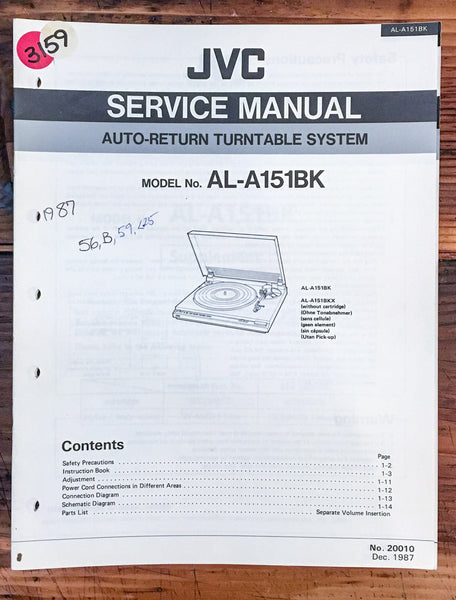 AL-A151BK
3159
JVC
SERVICE MANUAL
AUTO-RETURN TURNTABLE SYSTEM
MODEL No. AL-A151BK
1987
56, B, 59, L25
AL-A151BK
AL-A151BKX
(without cartridge)
(Ohne Tonabnehmer)
(sans cellule)
(geen element)
(sin cápsule)
(Utan Pick-up)
Contents
Page
Safety Precautions 1-2
Instruction Book 1-3
Adjustment 1-11
Power Cord Connections in Different Areas 1-12
Connection Diagram 1-13
Schematic Diagram 1-14
Parts List Separate Volume Insertion
No. 20010
Dec. 1987